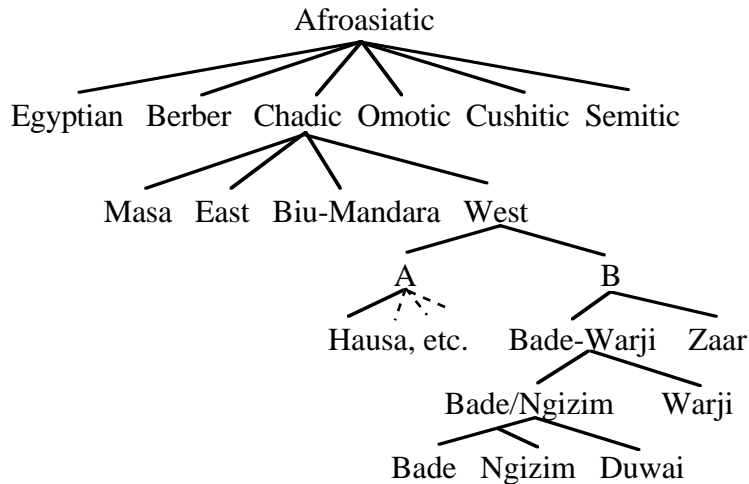 Afroasiatic
Egyptian Berber Chadic Omotic Cushitic Semitic
Masa East Biu-Mandara West
A B
Hausa, etc. Bade-Warji Zaar
Bade/Ngizim Warji
Bade Ngizim Duwai